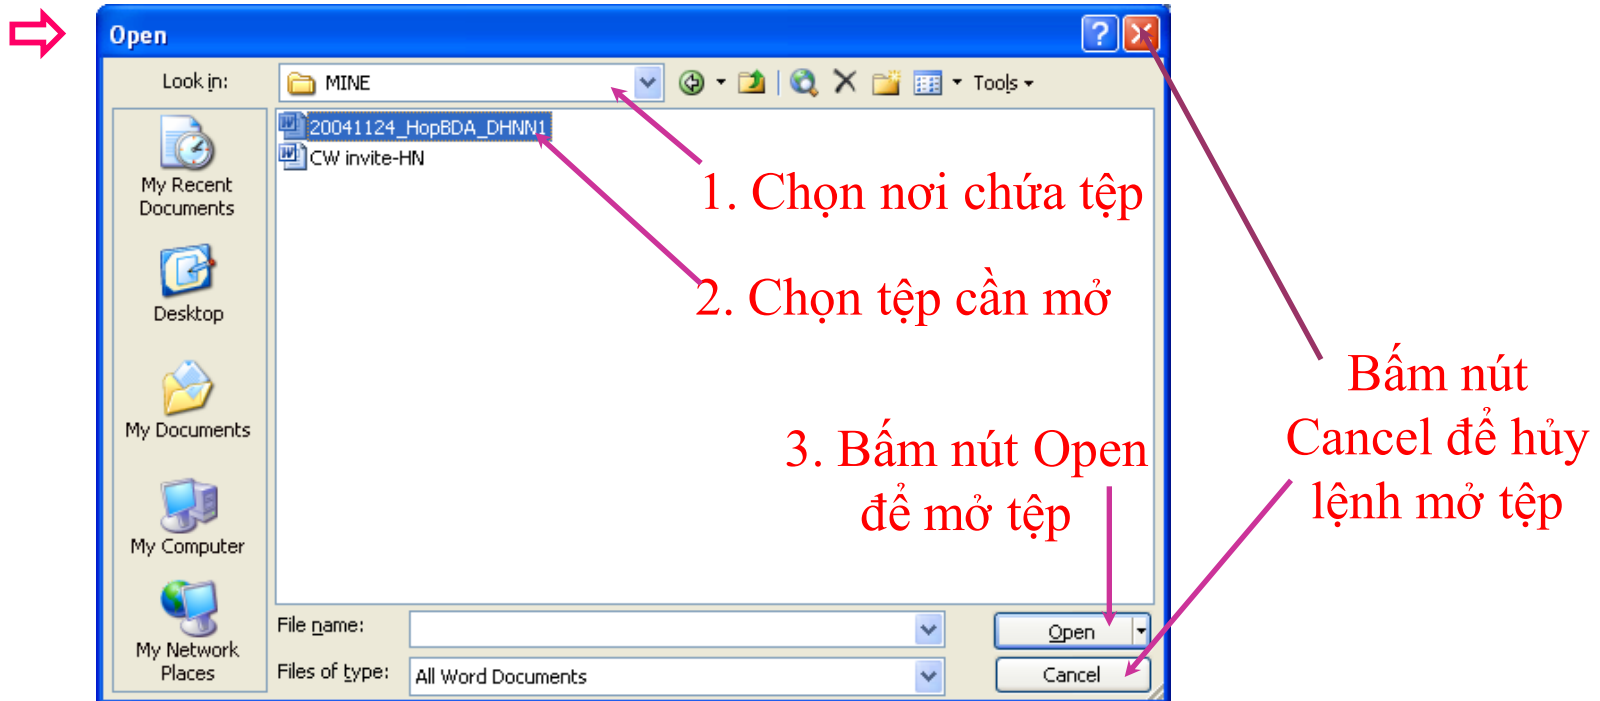 Open
Look in:
MINE
Tools
20041124_HopBDA_DHNN1
CW invite-HN
My Recent
Documents
Desktop
My Documents
My Computer
My Network
Places
1. Chọn nơi chứa tệp
2. Chọn tệp cần mở
3. Bấm nút Open
để mở tệp
Bấm nút
Cancel để hủy
lệnh mở tệp
File name:
Open
Files of type:
All Word Documents
Cancel